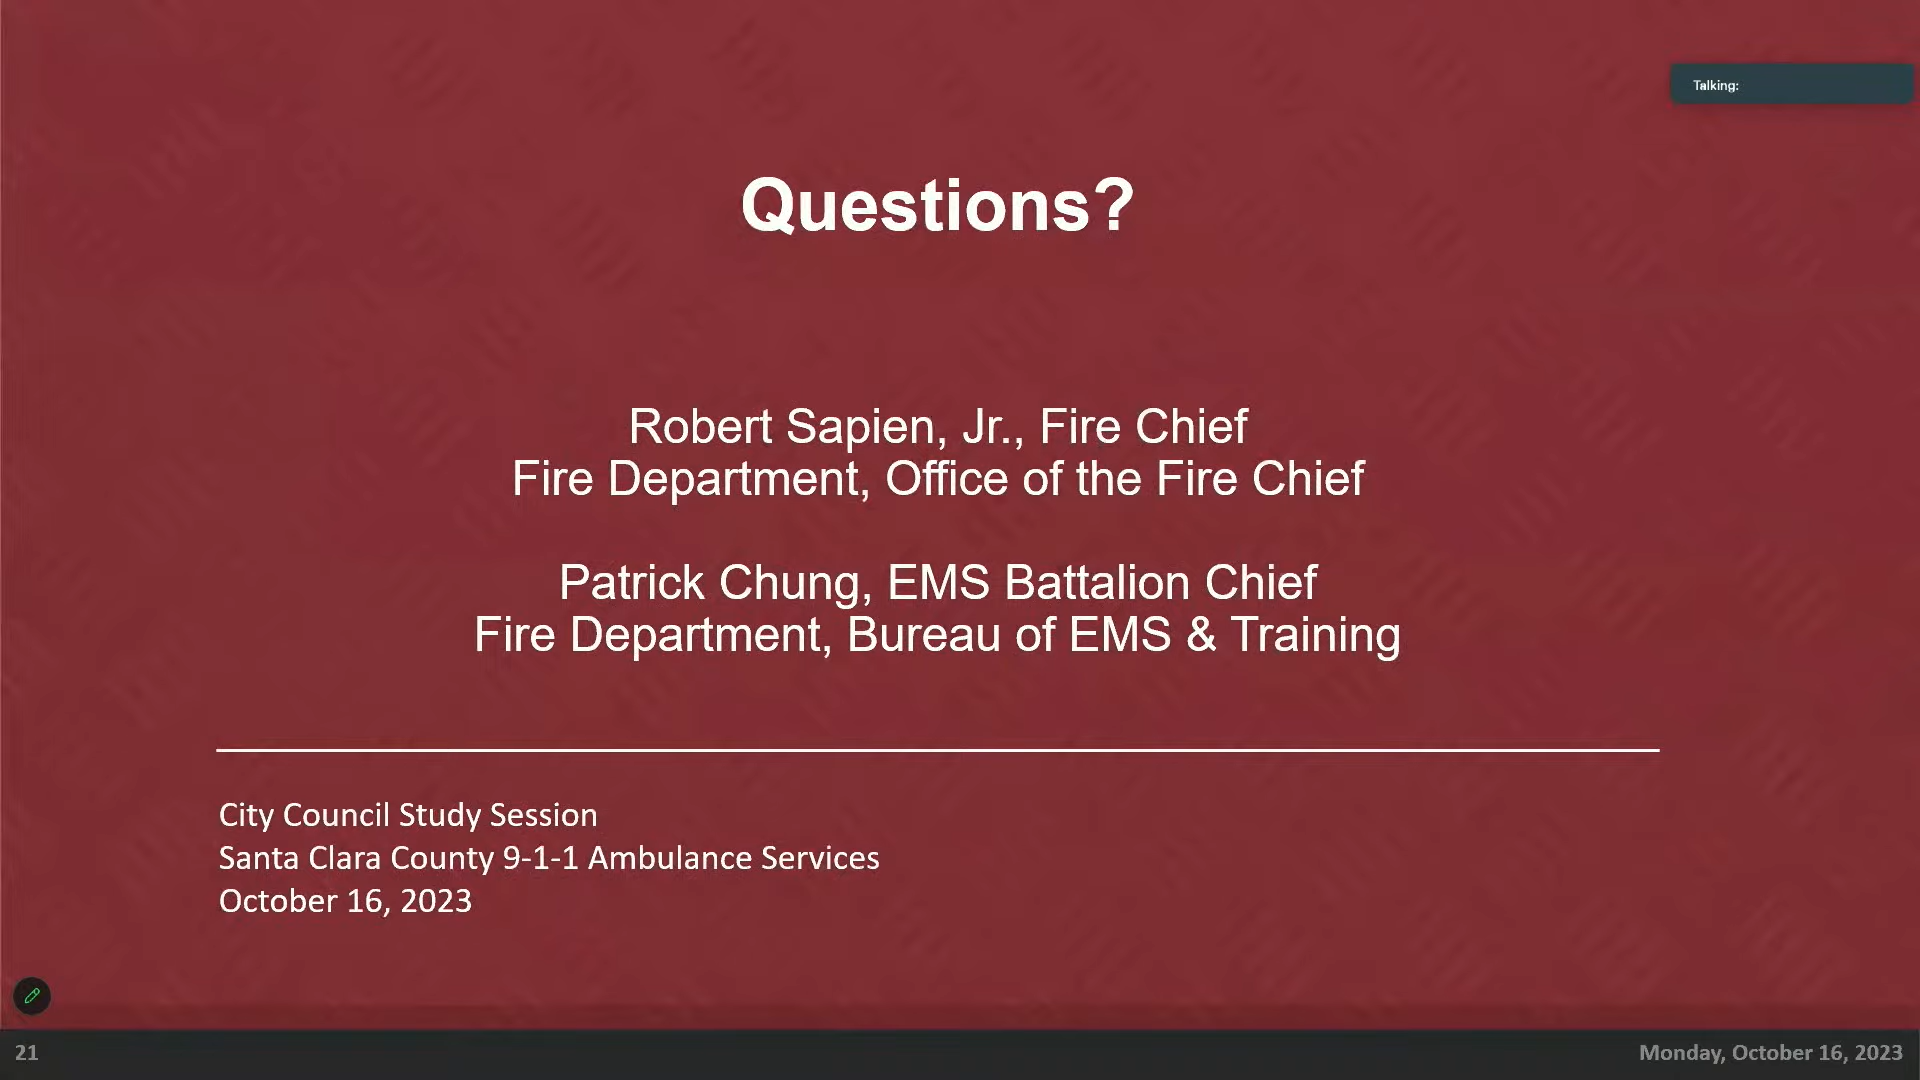 Talking:
Questions?
Robert Sapien, Jr., Fire Chief
Fire Department, Office of the Fire Chief
Patrick Chung, EMS Battalion Chief
Fire Department, Bureau of EMS & Training
City Council Study Session
Santa Clara County 9-1-1 Ambulance Services
October 16, 2023
21
Monday, October 16, 2023